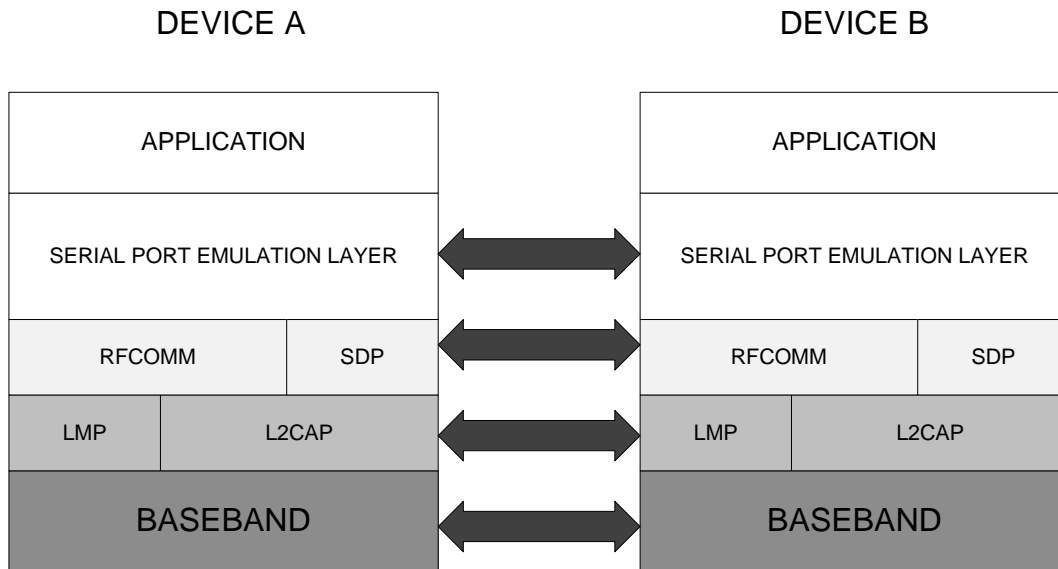 DEVICE A
DEVICE B
APPLICATION
APPLICATION
SERIAL PORT EMULATION LAYER
SERIAL PORT EMULATION LAYER
RFCOMM
SDP
RFCOMM
SDP
LMP
L2CAP
LMP
L2CAP
BASEBAND
BASEBAND